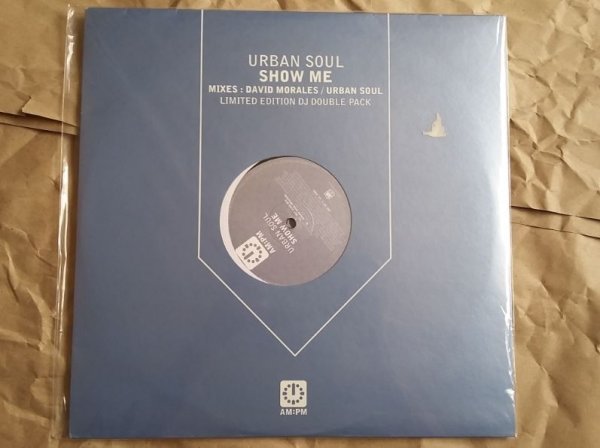 URBAN SOUL
SHOW ME
MIXES : DAVID MORALES / URBAN SOUL
LIMITED EDITION DJ DOUBLE PACK
URBAN SOUL
SHOW ME
AM:PM
AM:PM